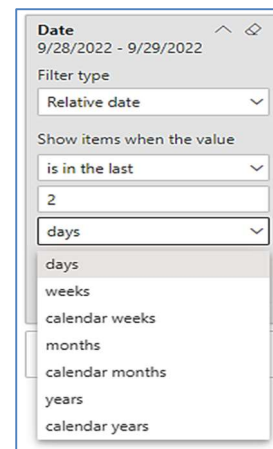 Date
9/28/2022 - 9/29/2022
Filter type
Relative date
Show items when the value
is in the last
2
days
days
weeks
calendar weeks
months
calendar months
years
calendar years